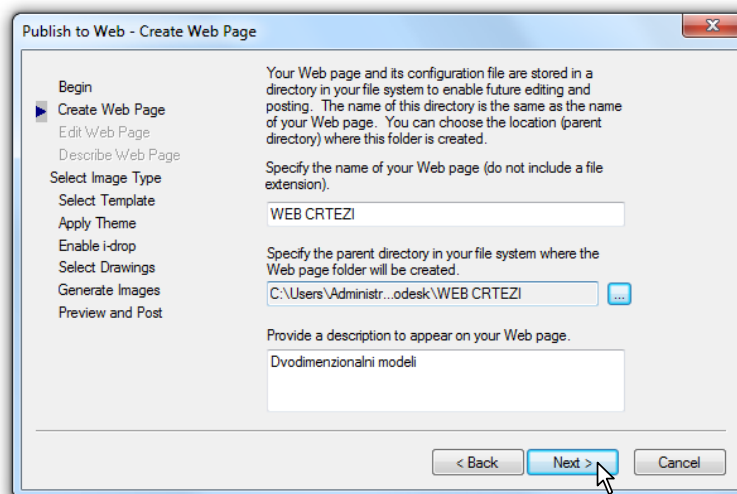 Publish to Web - Create Web Page
Begin
Create Web Page
Edit Web Page
Describe Web Page
Select Image Type
Select Template
Apply Theme
Enable i-drop
Select Drawings
Generate Images
Preview and Post
Your Web page and its configuration file are stored in a
directory in your file system to enable future editing and
posting. The name of this directory is the same as the name
of your Web page. You can choose the location (parent
directory) where this folder is created.
Specify the name of your Web page (do not include a file
extension).
WEB CRTEZI
Specify the parent directory in your file system where the
Web page folder will be created.
C:\Users\Administr...odesk\WEB CRTEZI
...
Provide a description to appear on your Web page.
Dvodimenzionalni modeli
< Back
Next >
Cancel